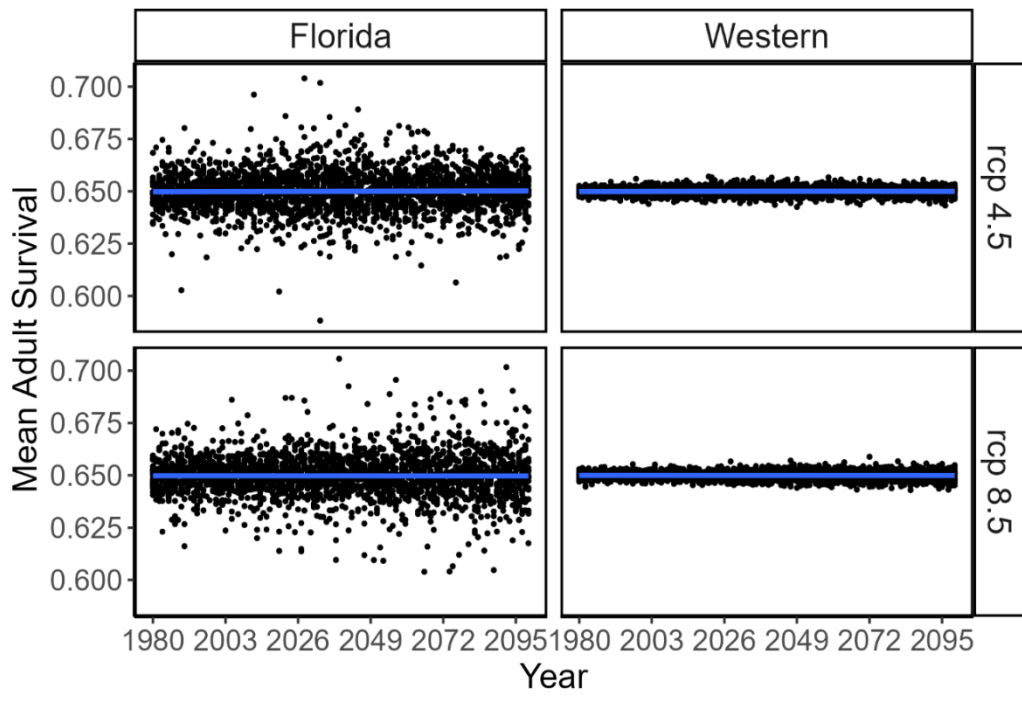 Florida Western
Mean Adult Survival
0.700
0.675
0.650
0.625
0.600
rcp 4.5
0.700
0.675
0.650
0.625
0.600
rcp 8.5
1980 2003 2026 2049 2072 2095 1980 2003 2026 2049 2072 2095
Year